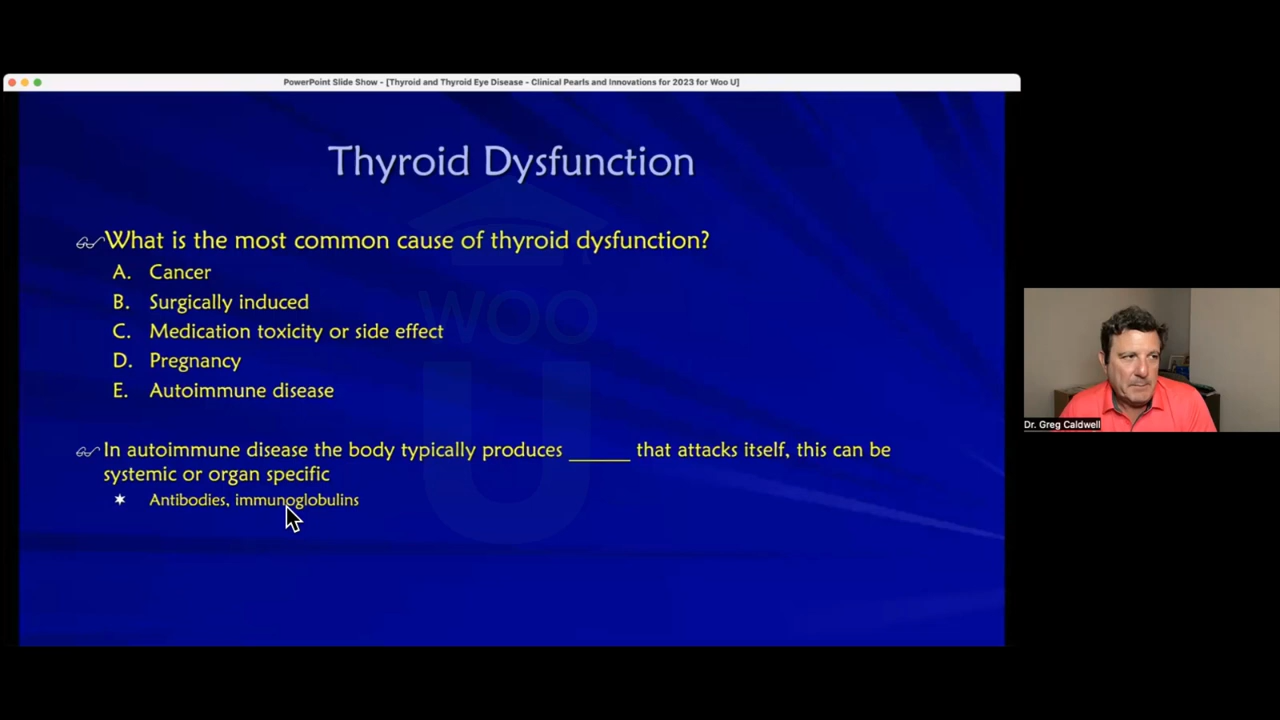 PowerPoint Slide Show - [Thyroid and Thyroid Eye Disease - Clinical Pearls and Innovations for 2023 for Woo U]
Thyroid Dysfunction
What is the most common cause of thyroid dysfunction?
A. Cancer
B. Surgically induced
C. Medication toxicity or side effect
D. Pregnancy
E. Autoimmune disease
In autoimmune disease the body typically produces ______ that attacks itself, this can be
systemic or organ specific
Antibodies, immunoglobulins
WOO
U
Dr. Greg Caldwell